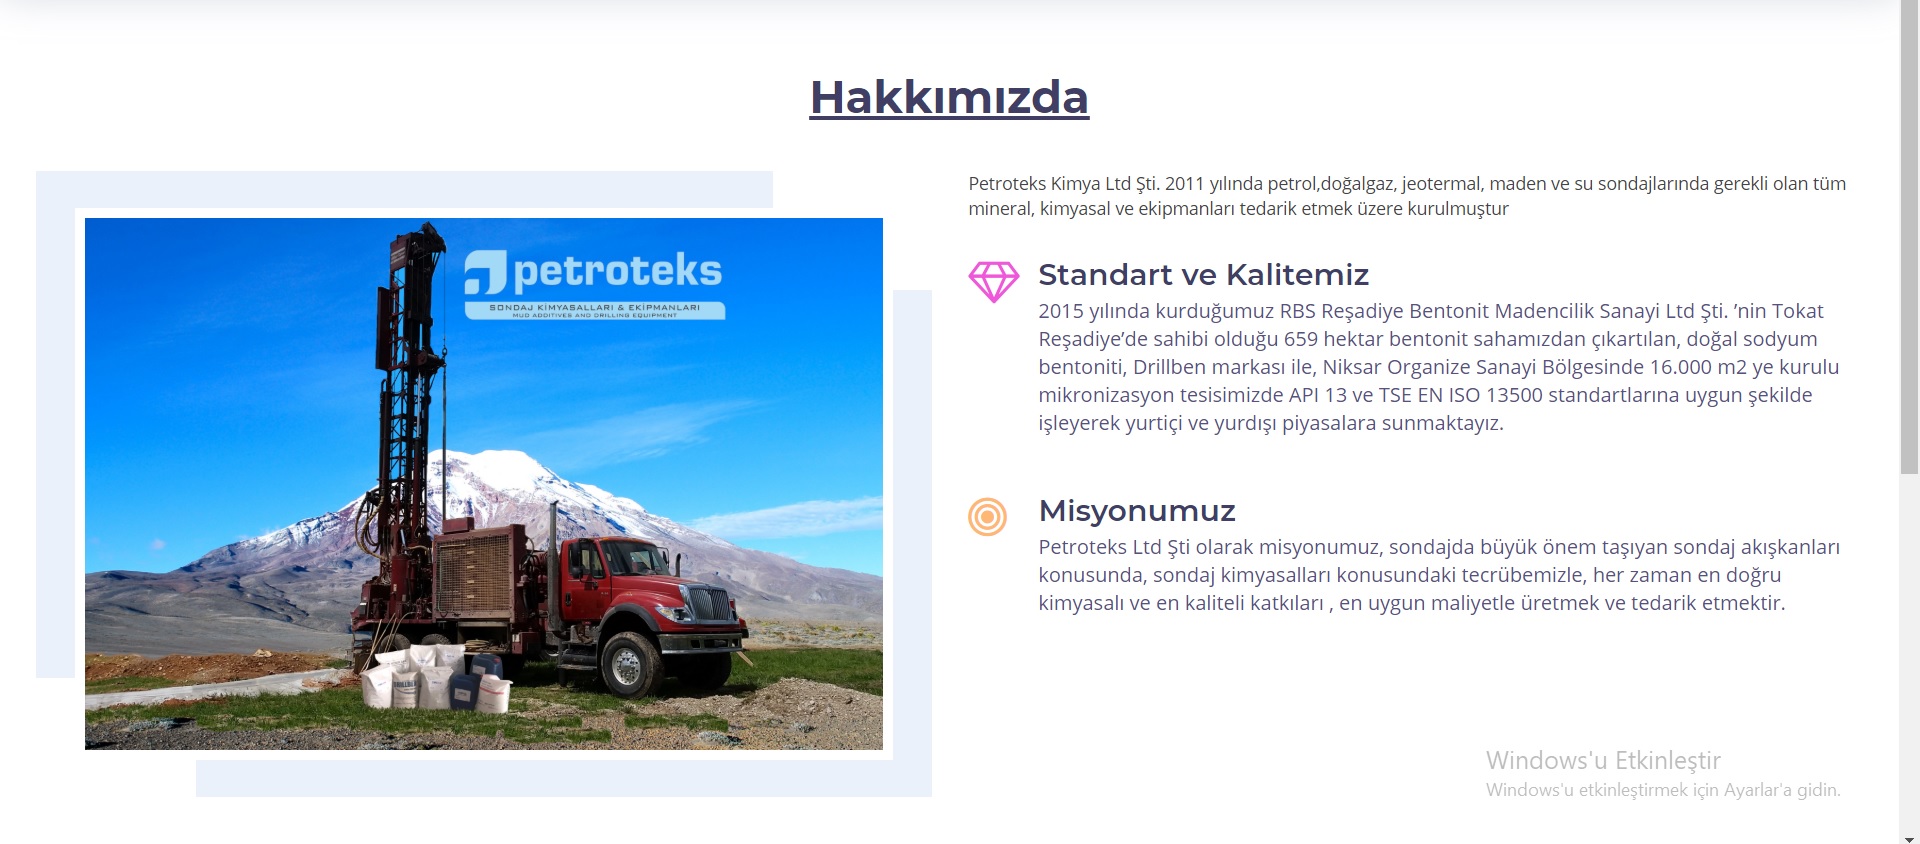 Hakkımızda
petroteks
SONDAJ KİMYASALLARI & EKİPMANLARI
MUD ADDITIVES AND DRILLING EQUIPMENT
Petroteks Kimya Ltd Şti. 2011 yılında petrol,doğalgaz, jeotermal, maden ve su sondajlarında gerekli olan tüm
mineral, kimyasal ve ekipmanları tedarik etmek üzere kurulmuştur
Standart ve Kalitemiz
2015 yılında kurduğumuz RBS Reşadiye Bentonit Madencilik Sanayi Ltd Şti. ’nin Tokat
Reşadiye’de sahibi olduğu 659 hektar bentonit sahamızdan çıkartılan, doğal sodyum
bentoniti, Drillben markası ile, Niksar Organize Sanayi Bölgesinde 16.000 m2 ye kurulu
mikronizasyon tesisimizde API 13 ve TSE EN ISO 13500 standartlarına uygun şekilde
işleyerek yurtiçi ve yurdışı piyasalara sunmaktayız.
Misyonumuz
Petroteks Ltd Şti olarak misyonumuz, sondajda büyük önem taşıyan sondaj akışkanları
konusunda, sondaj kimyasalları konusundaki tecrübemizle, her zaman en doğru
kimyasalı ve en kaliteli katkıları , en uygun maliyetle üretmek ve tedarik etmektir.
Windows'u Etkinleştir
Windows'u etkinleştirmek için Ayarlar'a gidin.